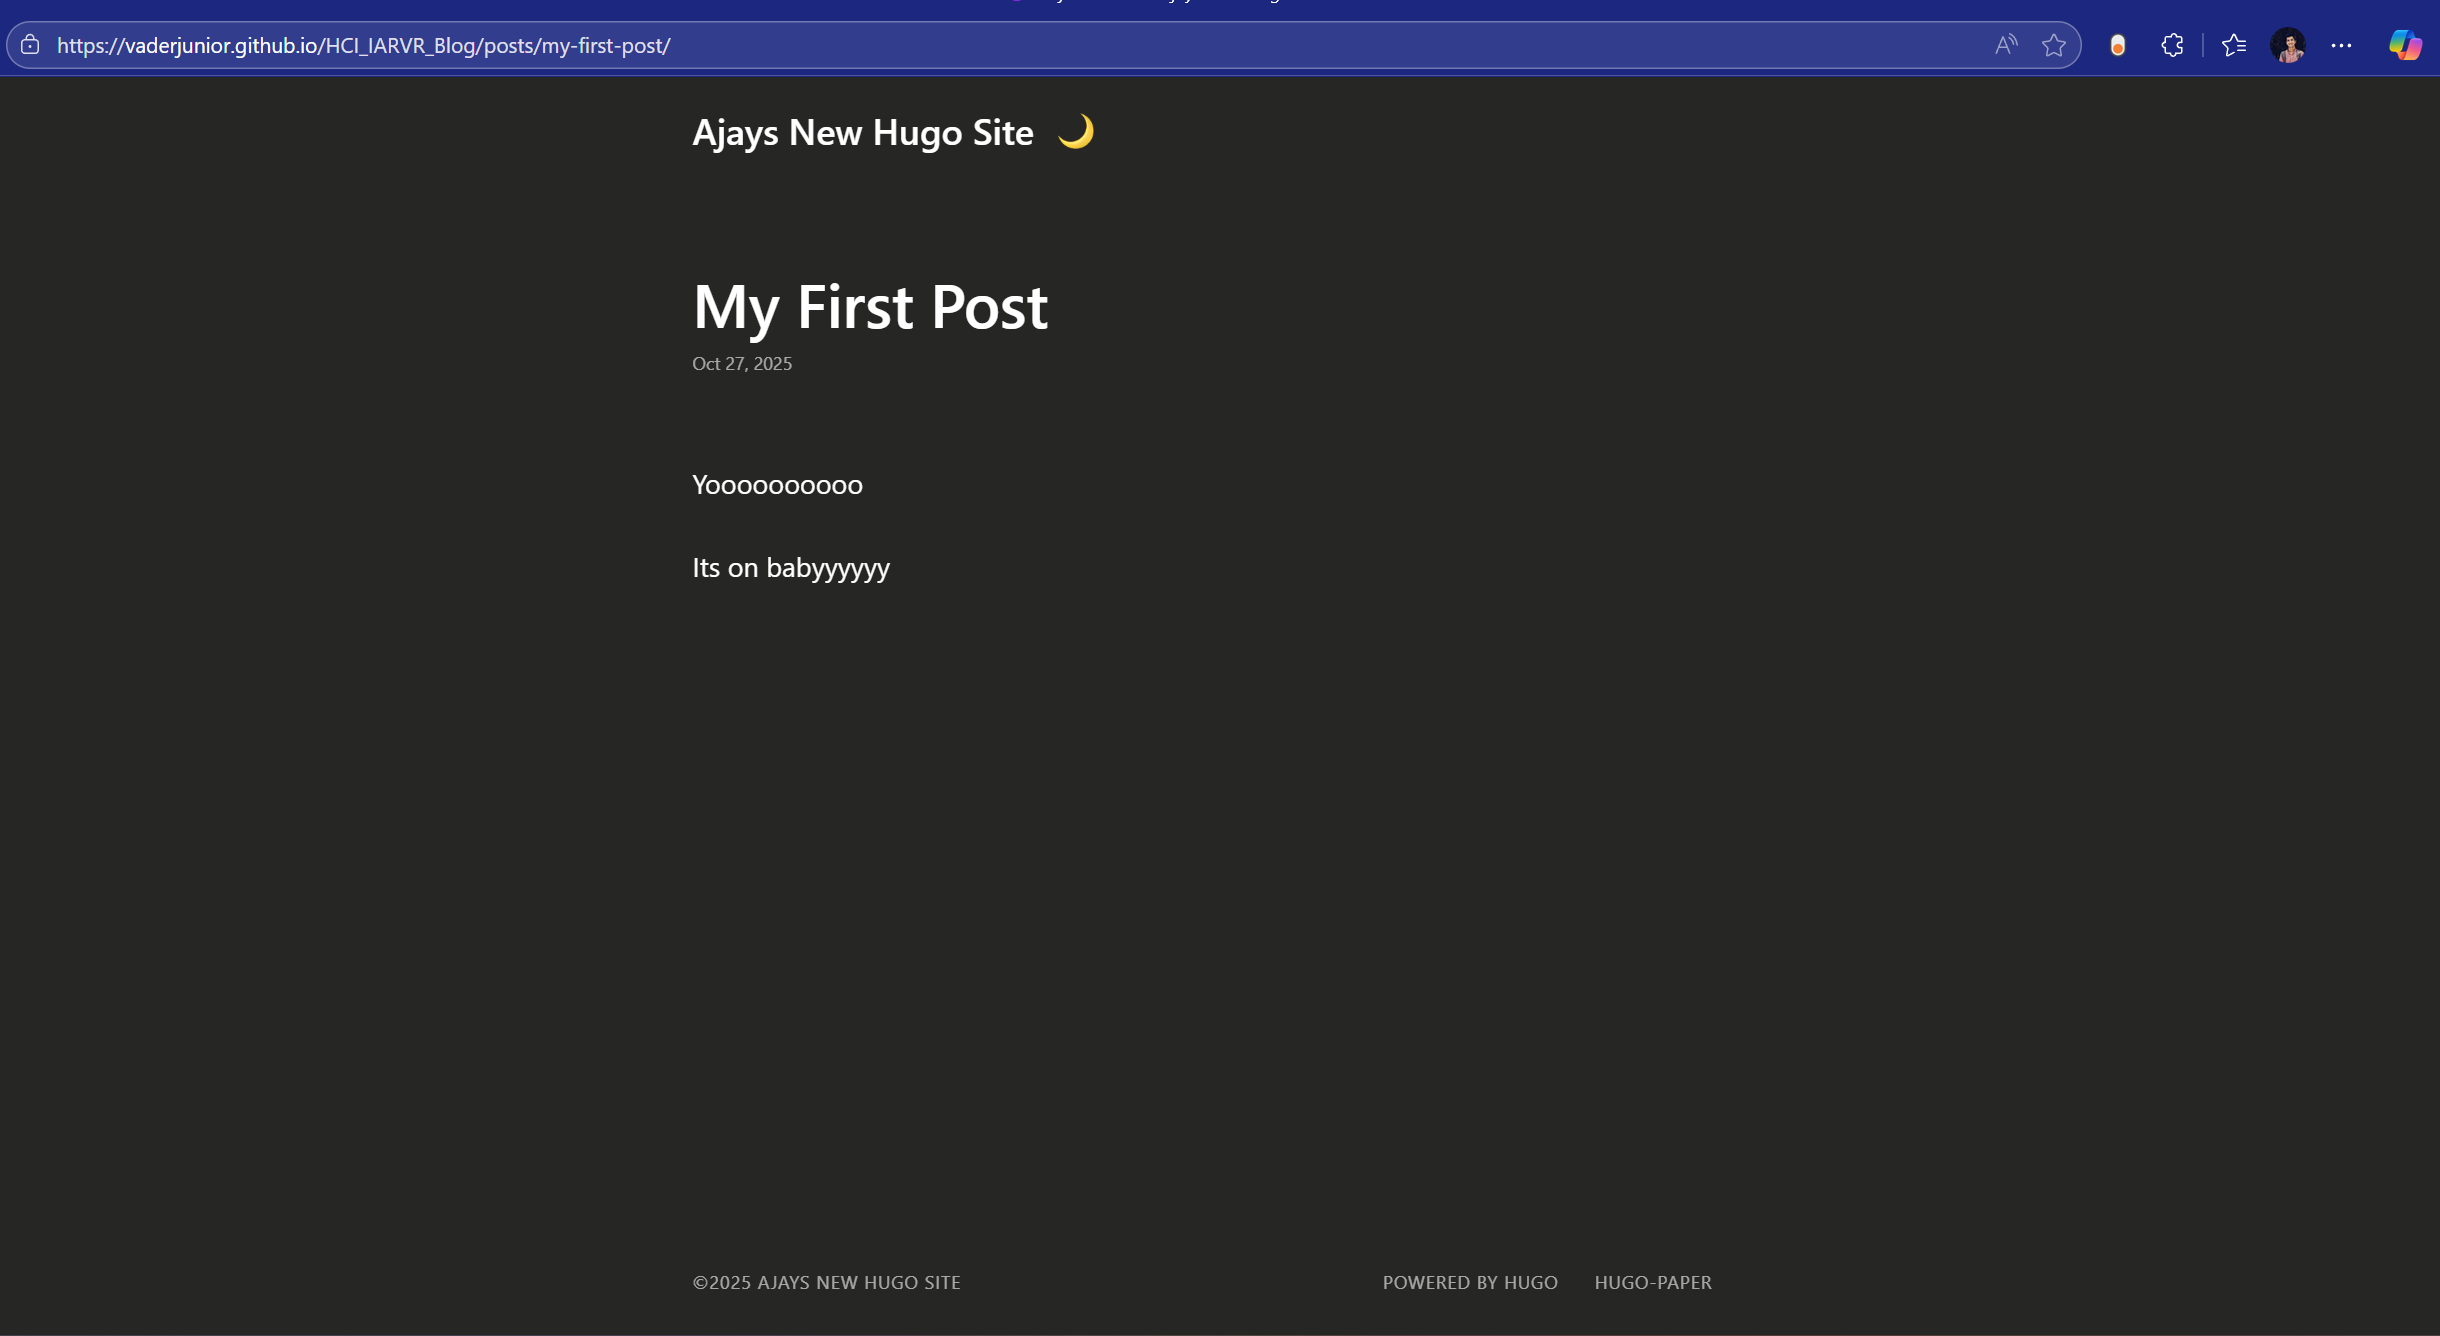 https://vaderjunior.github.io/HCI_IARVR_Blog/posts/my-first-post/
Ajays New Hugo Site
My First Post
Oct 27, 2025
Yoooooooooo
Its on babyyyyyy
©2025 AJAYS NEW HUGO SITE
POWERED BY HUGO HUGO-PAPER